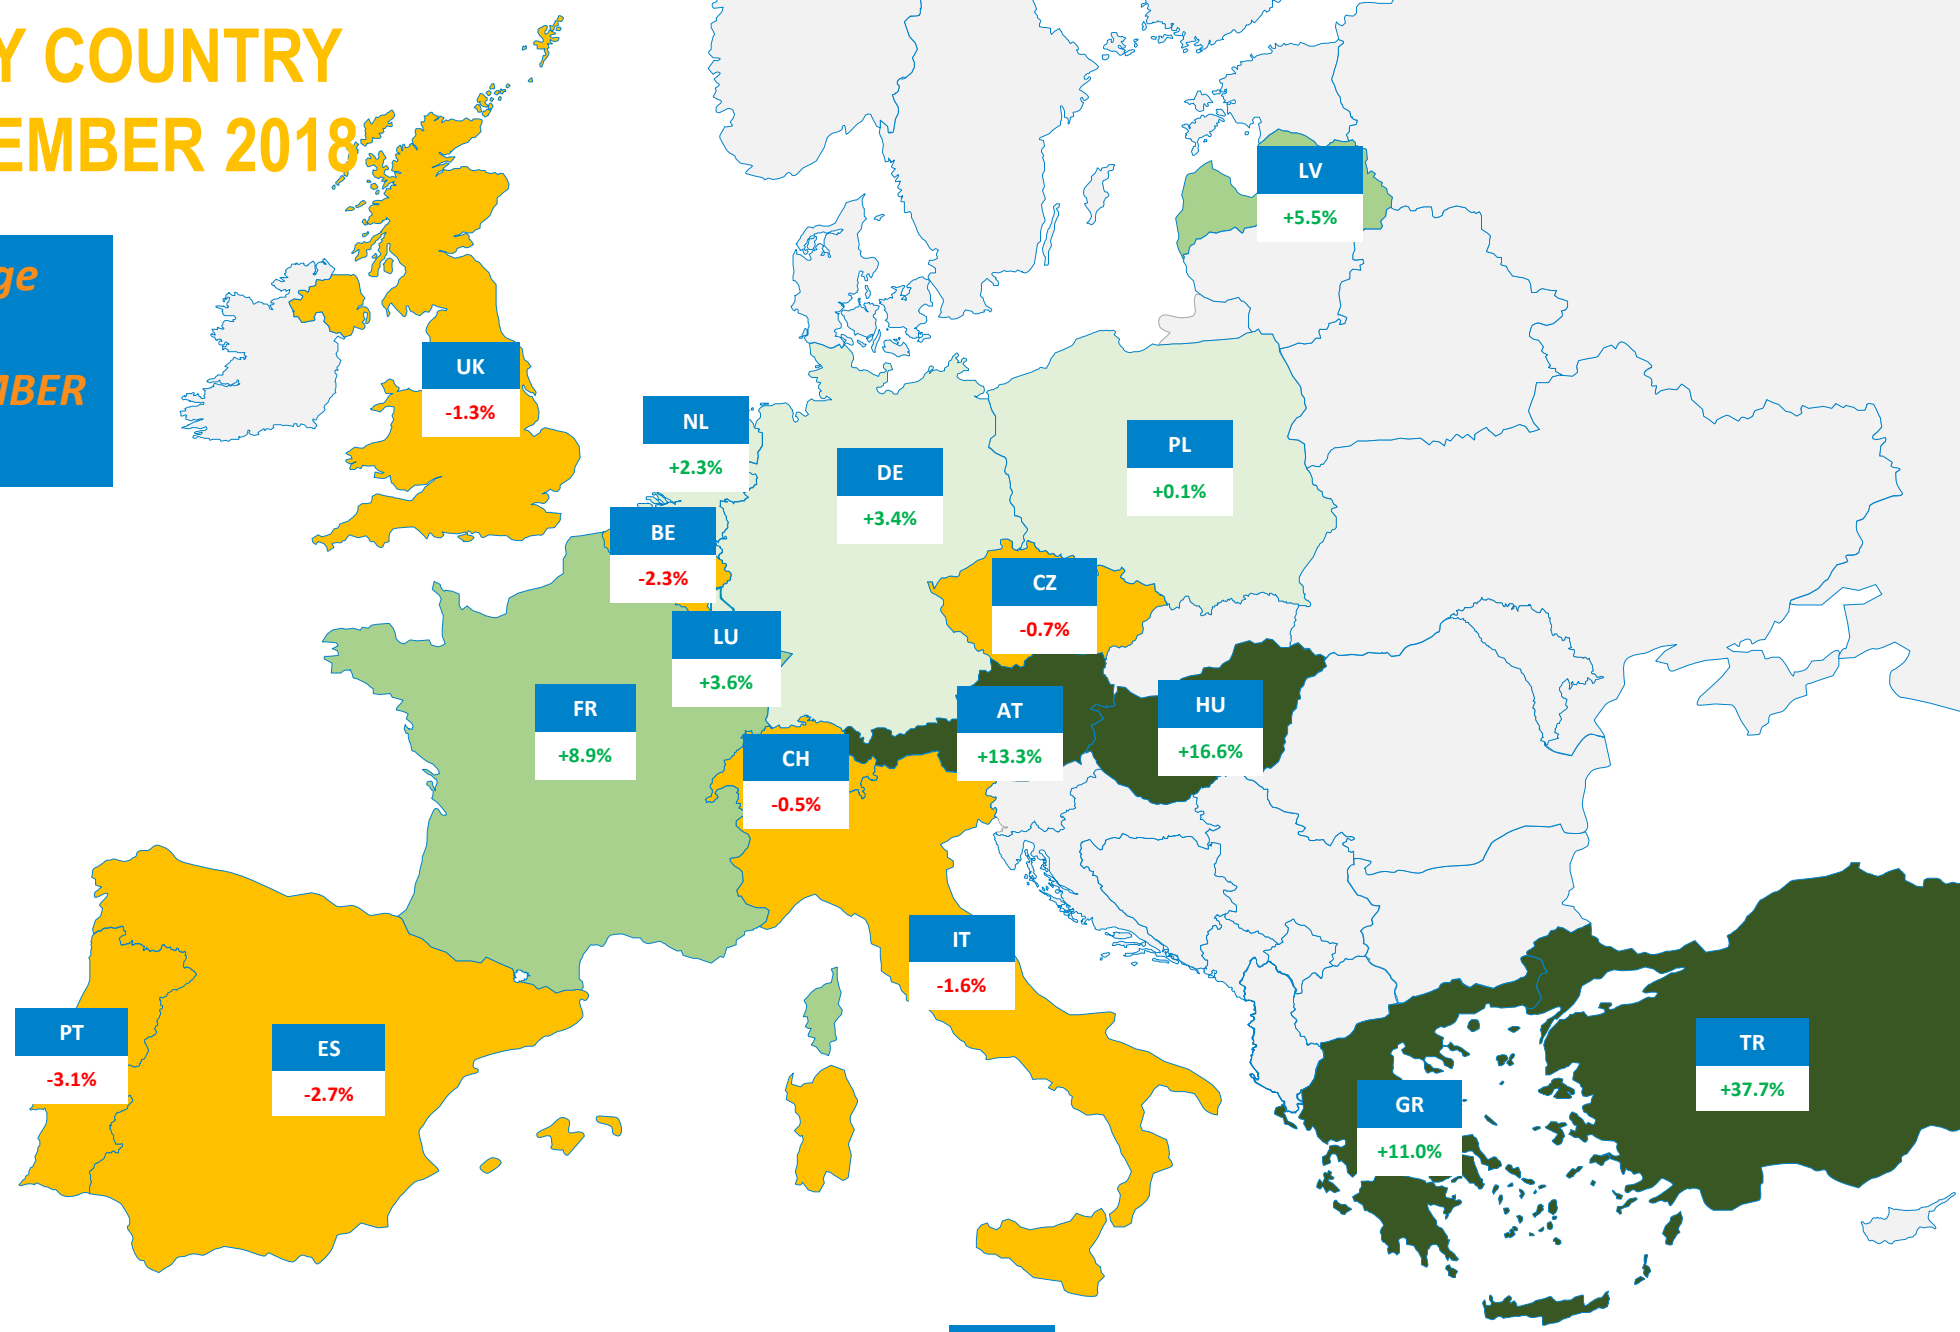 Y COUNTRY
EMBER 2018
ge
MBER
LV
+5.5%
UK
-1.3%
NL
+2.3%
PL
+0.1%
DE
+3.4%
BE
-2.3%
CZ
-0.7%
LU
+3.6%
FR
+8.9%
AT
+13.3%
HU
+16.6%
CH
-0.5%
IT
-1.6%
PT
-3.1%
ES
-2.7%
TR
+37.7%
GR
+11.0%